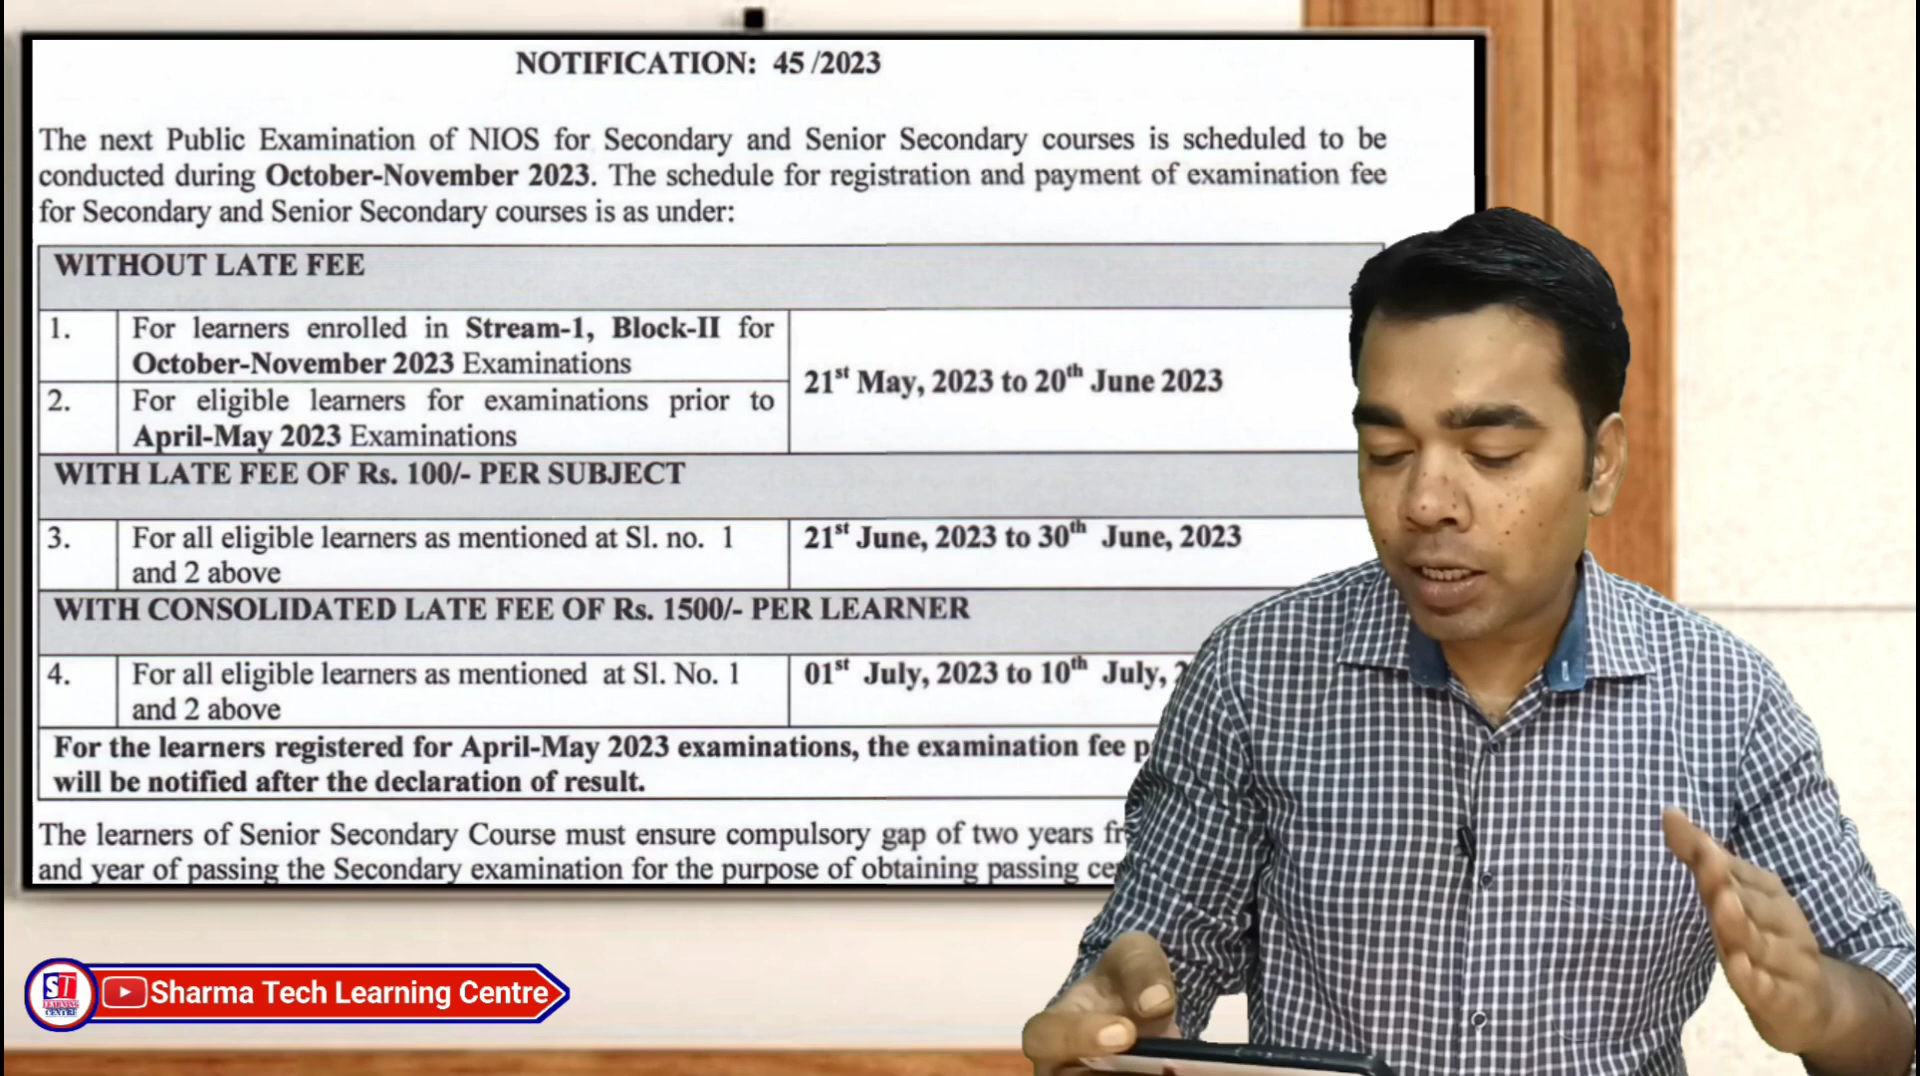 NOTIFICATION: 45 /2023
The next Public Examination of NIOS for Secondary and Senior Secondary courses is scheduled to be
conducted during October-November 2023. The schedule for registration and payment of examination fee
for Secondary and Senior Secondary courses is as under:
WITHOUT LATE FEE
1. For learners enrolled in Stream-1, Block-II for
October-November 2023 Examinations
21st May, 2023 to 20th June 2023
2. For eligible learners for examinations prior to
April-May 2023 Examinations
WITH LATE FEE OF Rs. 100/- PER SUBJECT
3. For all eligible learners as mentioned at Sl. no. 1
and 2 above
21st June, 2023 to 30th June, 2023
WITH CONSOLIDATED LATE FEE OF Rs. 1500/- PER LEARNER
4. For all eligible learners as mentioned at Sl. No. 1
and 2 above
01st July, 2023 to 10th July,
For the learners registered for April-May 2023 examinations, the examination fee
will be notified after the declaration of result.
The learners of Senior Secondary Course must ensure compulsory gap of two years
and year of passing the Secondary examination for the purpose of obtaining passing
ST
LEARNING
CENTRE
Sharma Tech Learning Centre